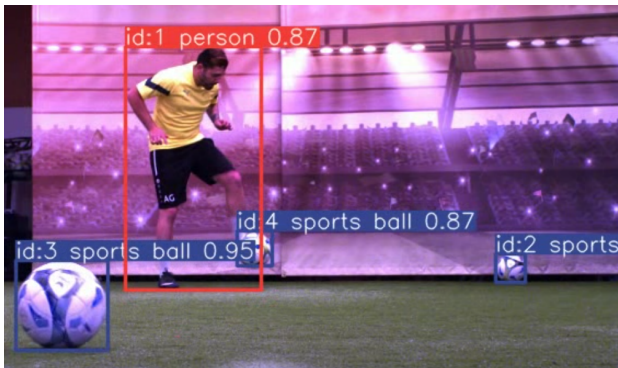 id:1 person 0.87
id:4 sports ball 0.87
id:2 sports
id:3 sports ball 0.95
AG